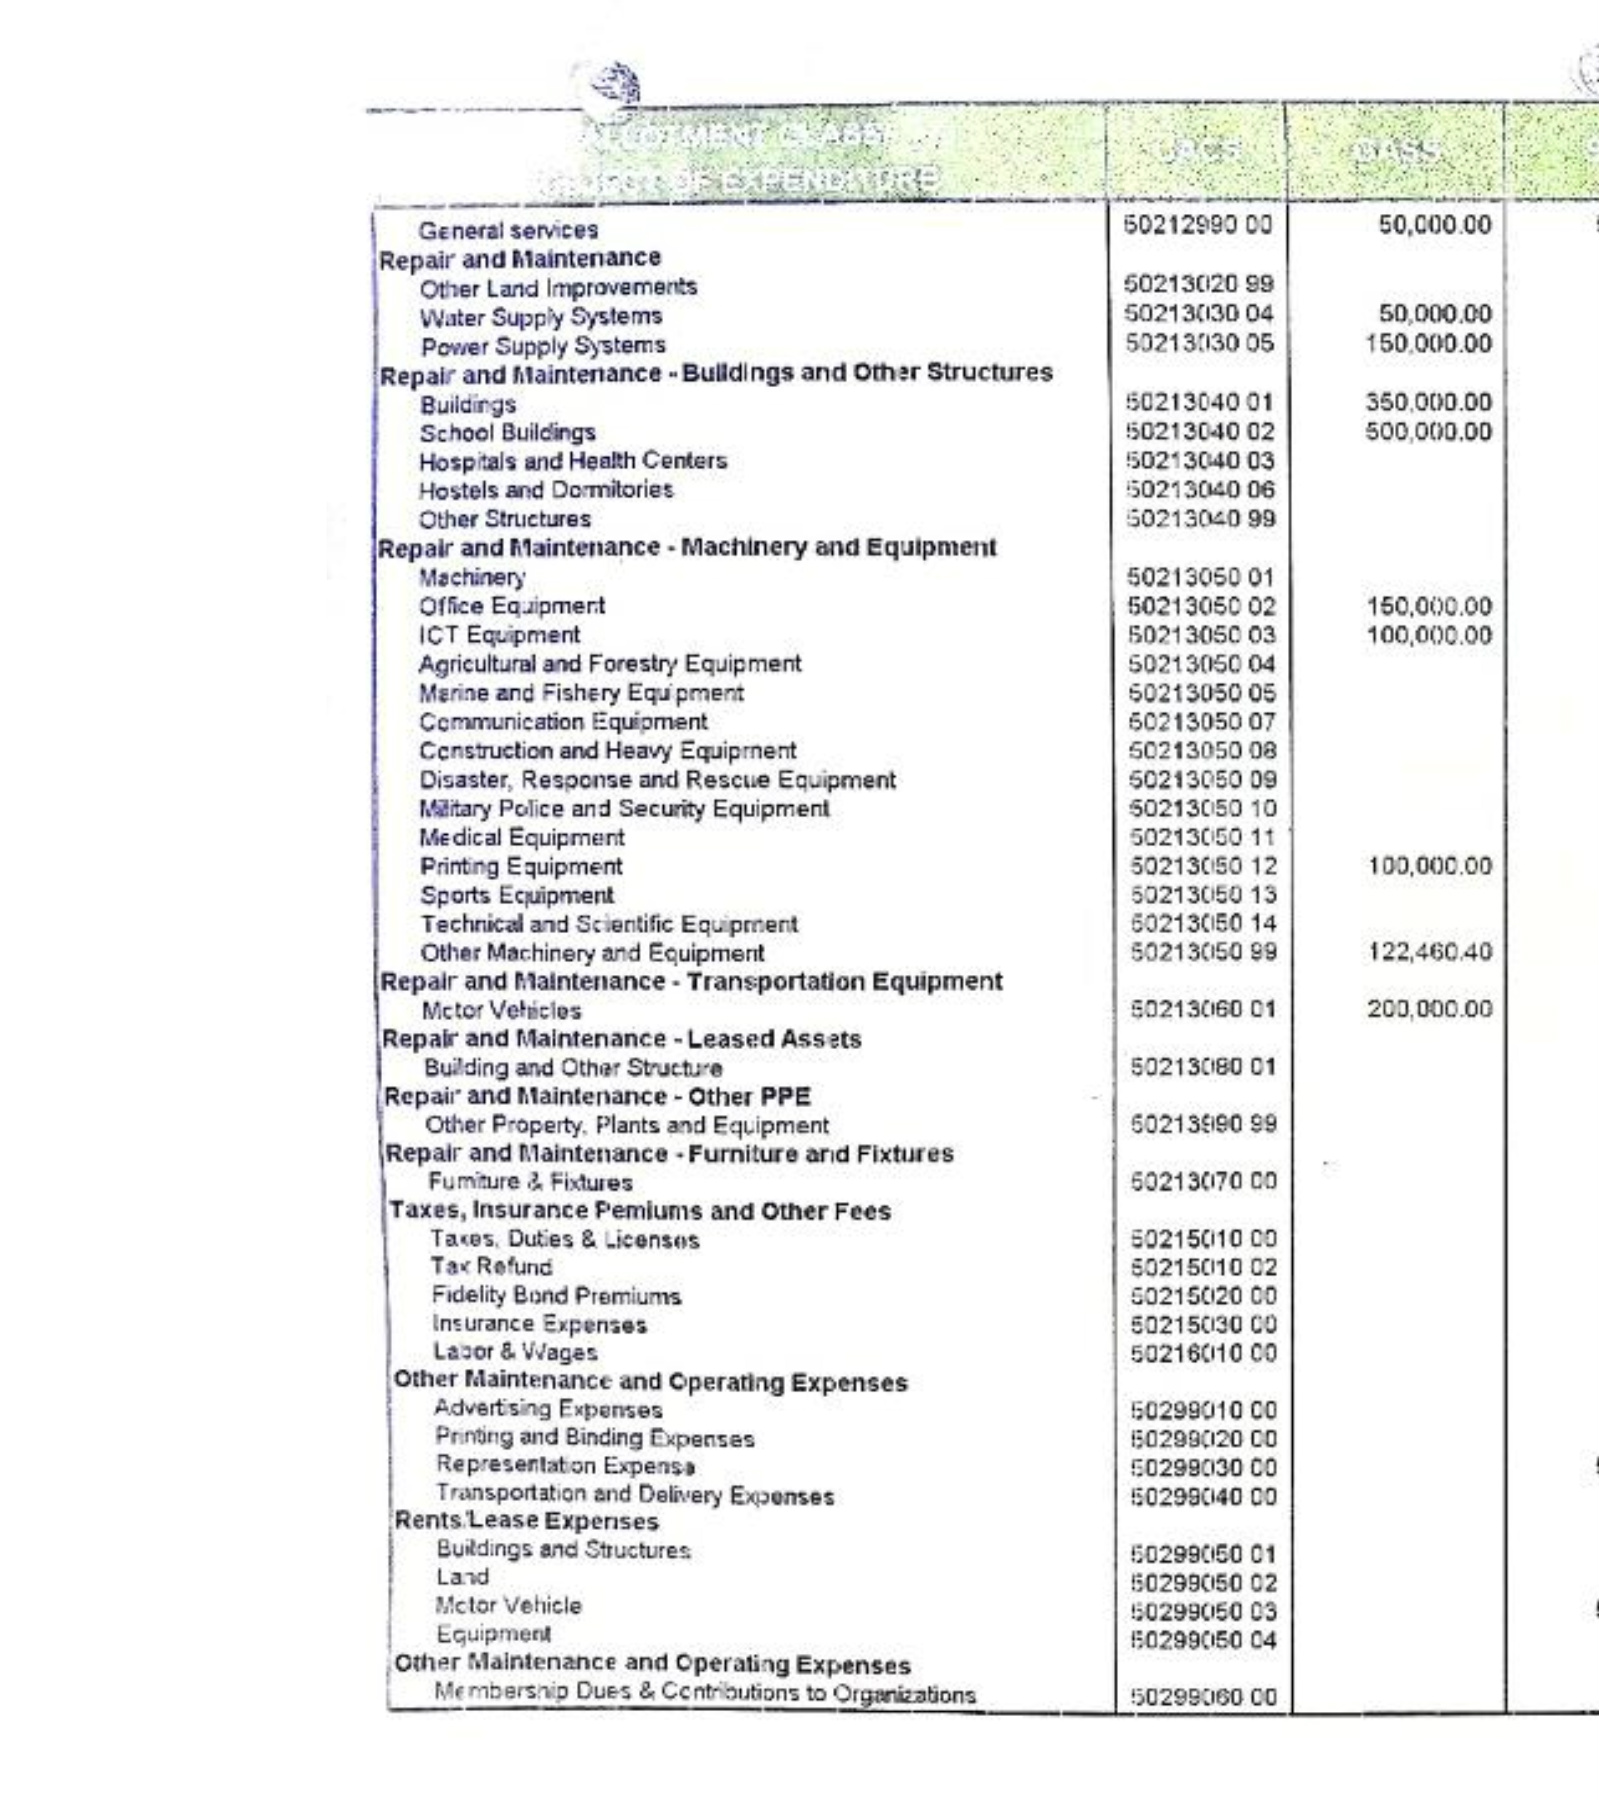 ALLOTMENT CLASS
OBJECT OF EXPENDITURE UACS GASS
General services 50212990 00 50,000.00
Repair and Maintenance
Other Land Improvements 50213020 99
Water Supply Systems 50213030 04 50,000.00
Power Supply Systems 50213030 05 150,000.00
Repair and Maintenance - Buildings and Other Structures
Buildings 50213040 01 350,000.00
School Buildings 50213040 02 500,000.00
Hospitals and Health Centers 50213040 03
Hostels and Dormitories 50213040 06
Other Structures 50213040 99
Repair and Maintenance - Machinery and Equipment
Machinery 50213050 01
Office Equipment 50213050 02 150,000.00
ICT Equipment 50213050 03 100,000.00
Agricultural and Forestry Equipment 50213050 04
Marine and Fishery Equipment 50213050 05
Communication Equipment 50213050 07
Construction and Heavy Equipment 50213050 08
Disaster, Response and Rescue Equipment 50213050 09
Military Police and Security Equipment 50213050 10
Medical Equipment 50213050 11
Printing Equipment 50213050 12 100,000.00
Sports Equipment 50213050 13
Technical and Scientific Equipment 50213050 14
Other Machinery and Equipment 50213050 99 122,460.40
Repair and Maintenance - Transportation Equipment
Motor Vehicles 50213060 01 200,000.00
Repair and Maintenance - Leased Assets
Building and Other Structure 50213080 01
Repair and Maintenance - Other PPE
Other Property, Plants and Equipment 50213990 99
Repair and Maintenance - Furniture and Fixtures
Furniture & Fixtures 50213070 00
Taxes, Insurance Pemiums and Other Fees
Taxes, Duties & Licenses 50215010 00
Tax Refund 50215010 02
Fidelity Bond Premiums 50215020 00
Insurance Expenses 50215030 00
Labor & Wages 50216010 00
Other Maintenance and Operating Expenses
Advertising Expenses 50299010 00
Printing and Binding Expenses 50299020 00
Representation Expense 50299030 00
Transportation and Delivery Expenses 50299040 00
Rents/Lease Expenses
Buildings and Structures 50299050 01
Land 50299050 02
Motor Vehicle 50299050 03
Equipment 50299050 04
Other Maintenance and Operating Expenses
Membership Dues & Contributions to Organizations 50299060 00